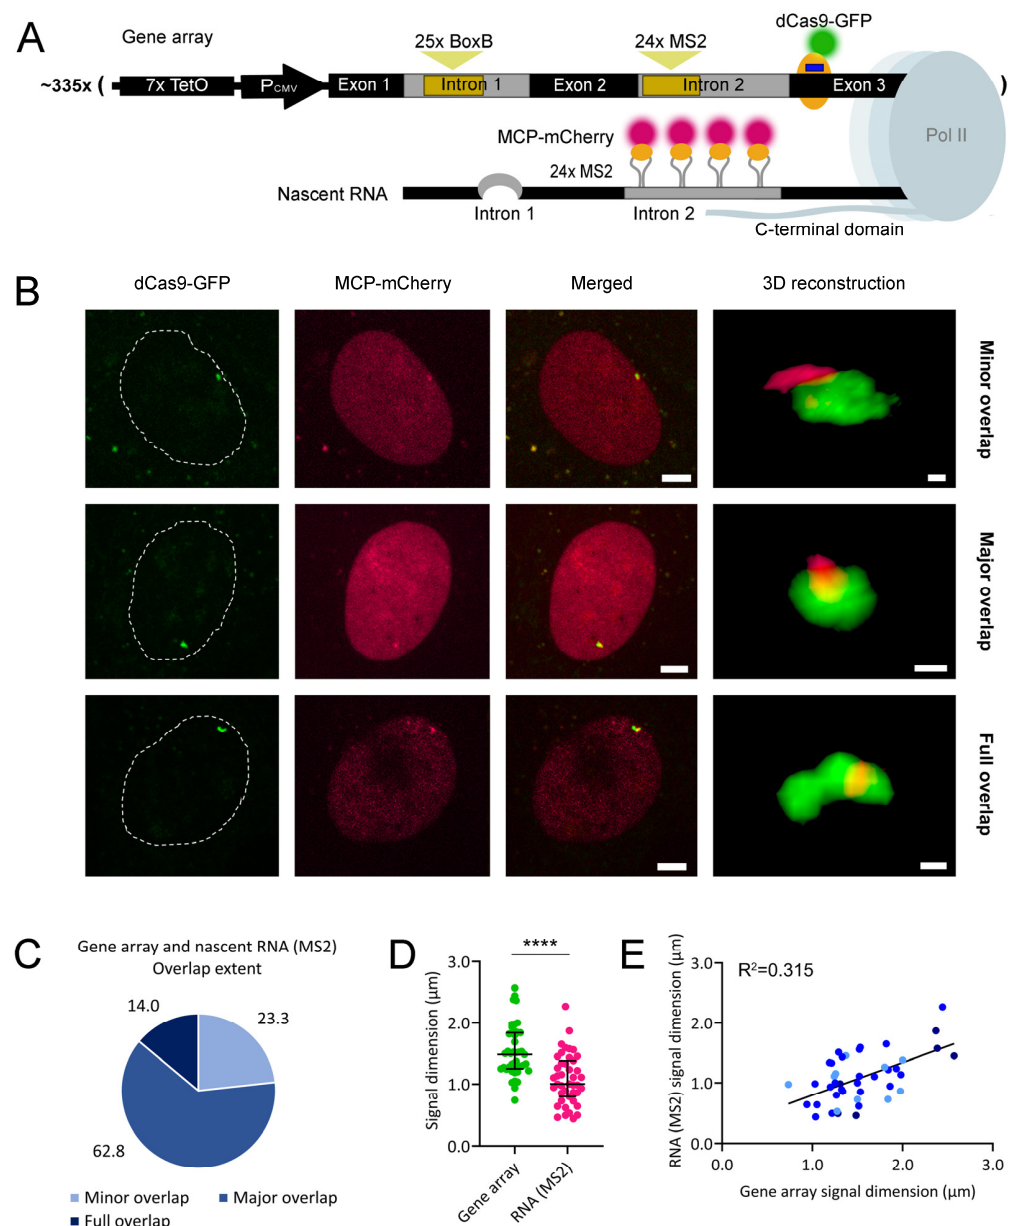 A
Gene array
25x BoxB
24x MS2
dCas9-GFP
~335x (
7x TetO
PCMV
Exon 1
Intron 1
Exon 2
Intron 2
Exon 3
)
Pol II
MCP-mCherry
24x MS2
Nascent RNA
Intron 1
Intron 2
C-terminal domain
B
dCas9-GFP
MCP-mCherry
Merged
3D reconstruction
Minor overlap
Major overlap
Full overlap
C
Gene array and nascent RNA (MS2)
Overlap extent
14.0
23.3
62.8
Minor overlap
Major overlap
Full overlap
D
****
Signal dimension (µm)
3.0
2.0
1.0
0.0
Gene array
RNA (MS2)
E
R²=0.315
RNA (MS2) signal dimension (µm)
3.0
2.0
1.0
0.0
0.0
1.0
2.0
3.0
Gene array signal dimension (µm)